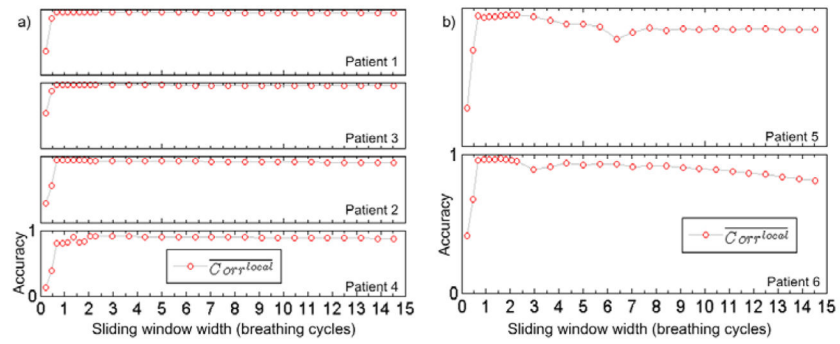 a)
Patient 1
Patient 3
Patient 2
1
Accuracy
Corr^local
Patient 4
0
0 1 2 3 4 5 6 7 8 9 10 11 12 13 14 15
Sliding window width (breathing cycles)
b)
Patient 5
1
Accuracy
Corr^local
Patient 6
0
0 1 2 3 4 5 6 7 8 9 10 11 12 13 14 15
Sliding window width (breathing cycles)